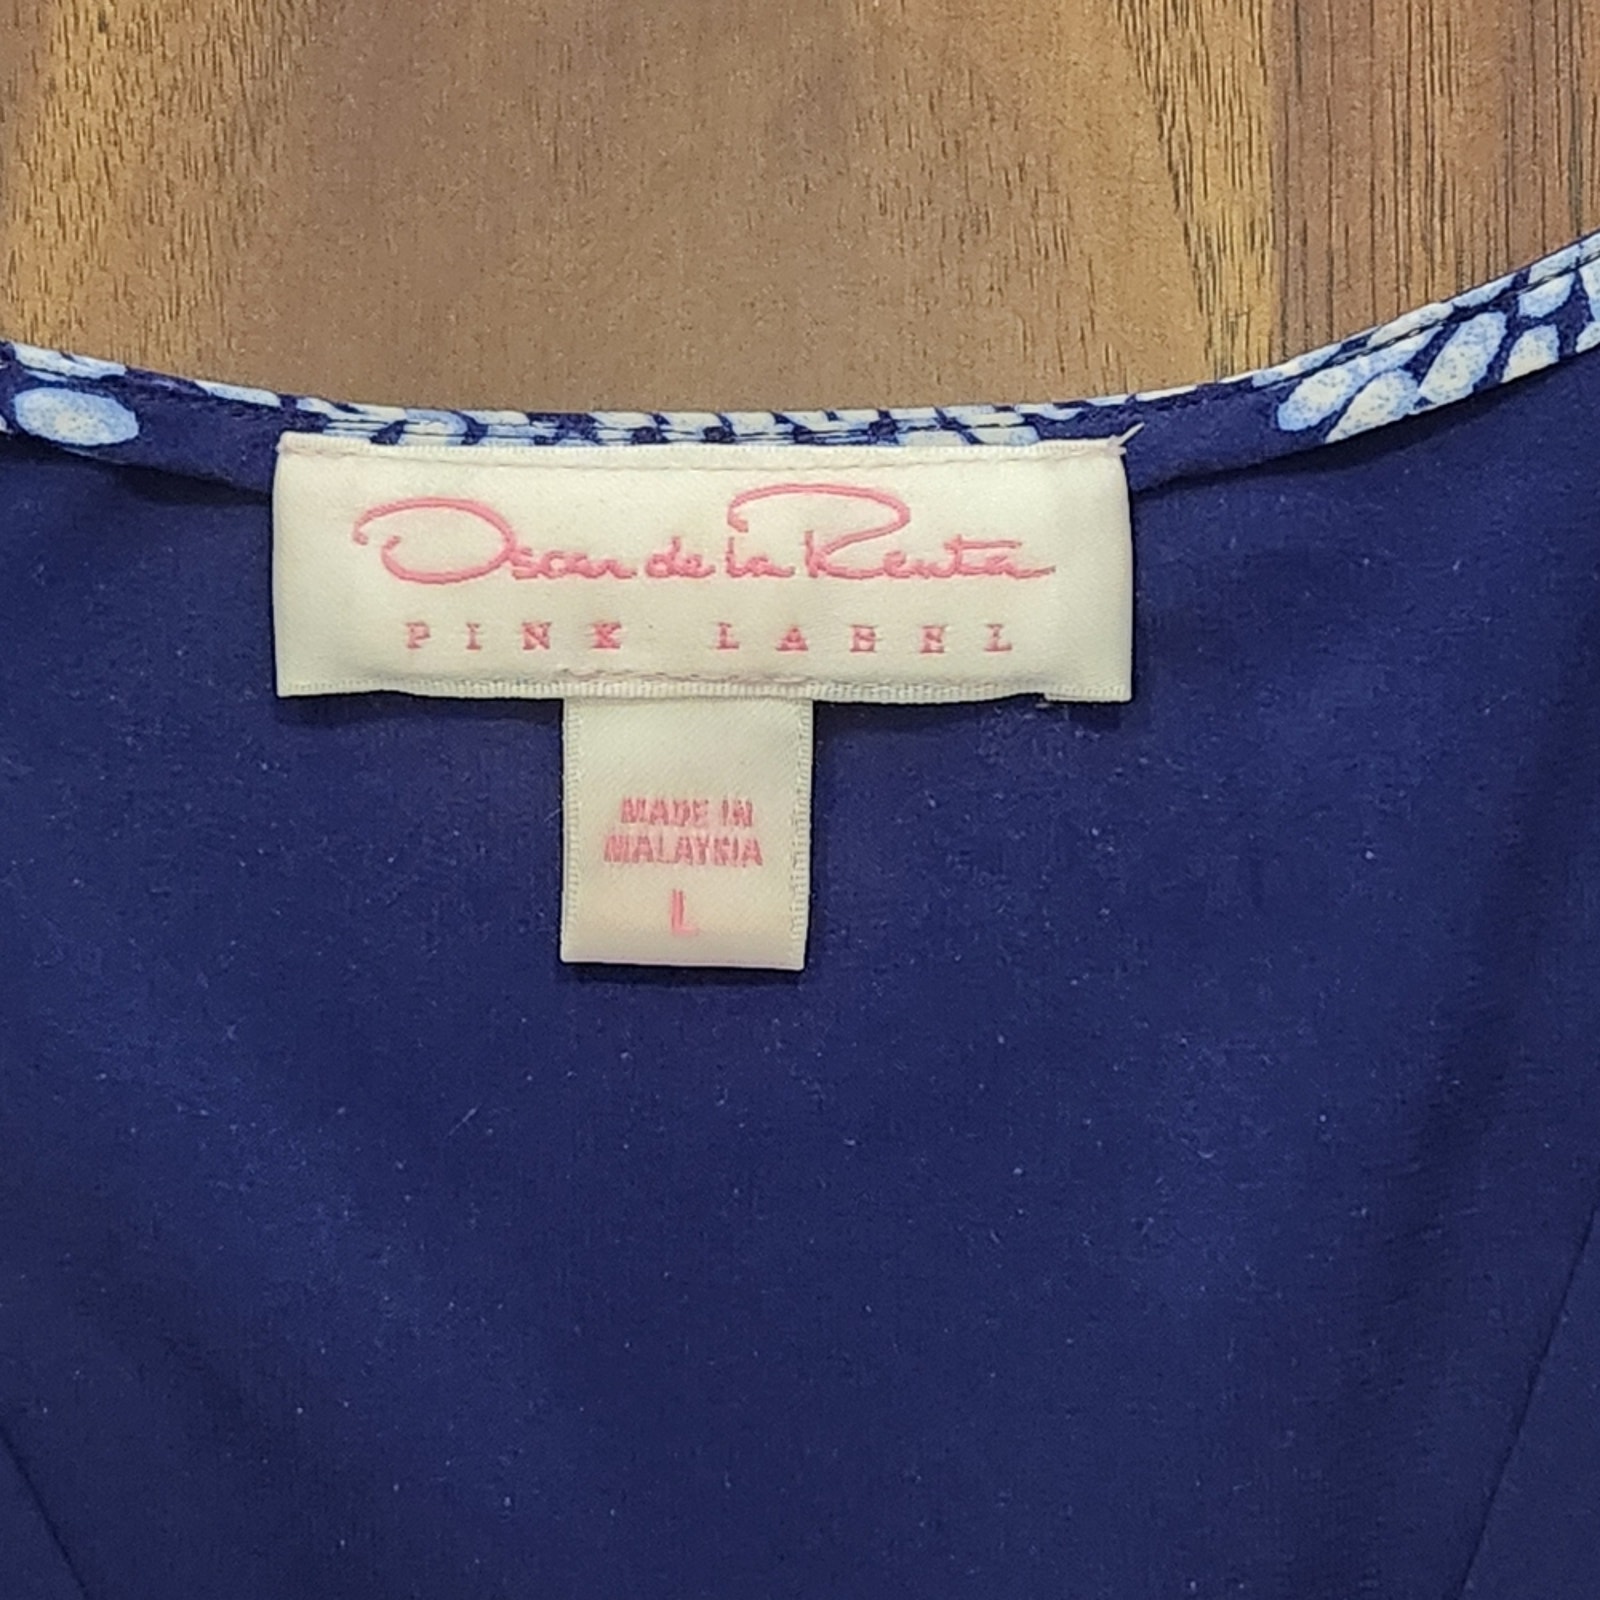 Oscar de la Renta
PINK LABEL
MADE IN
MALAYSIA
L